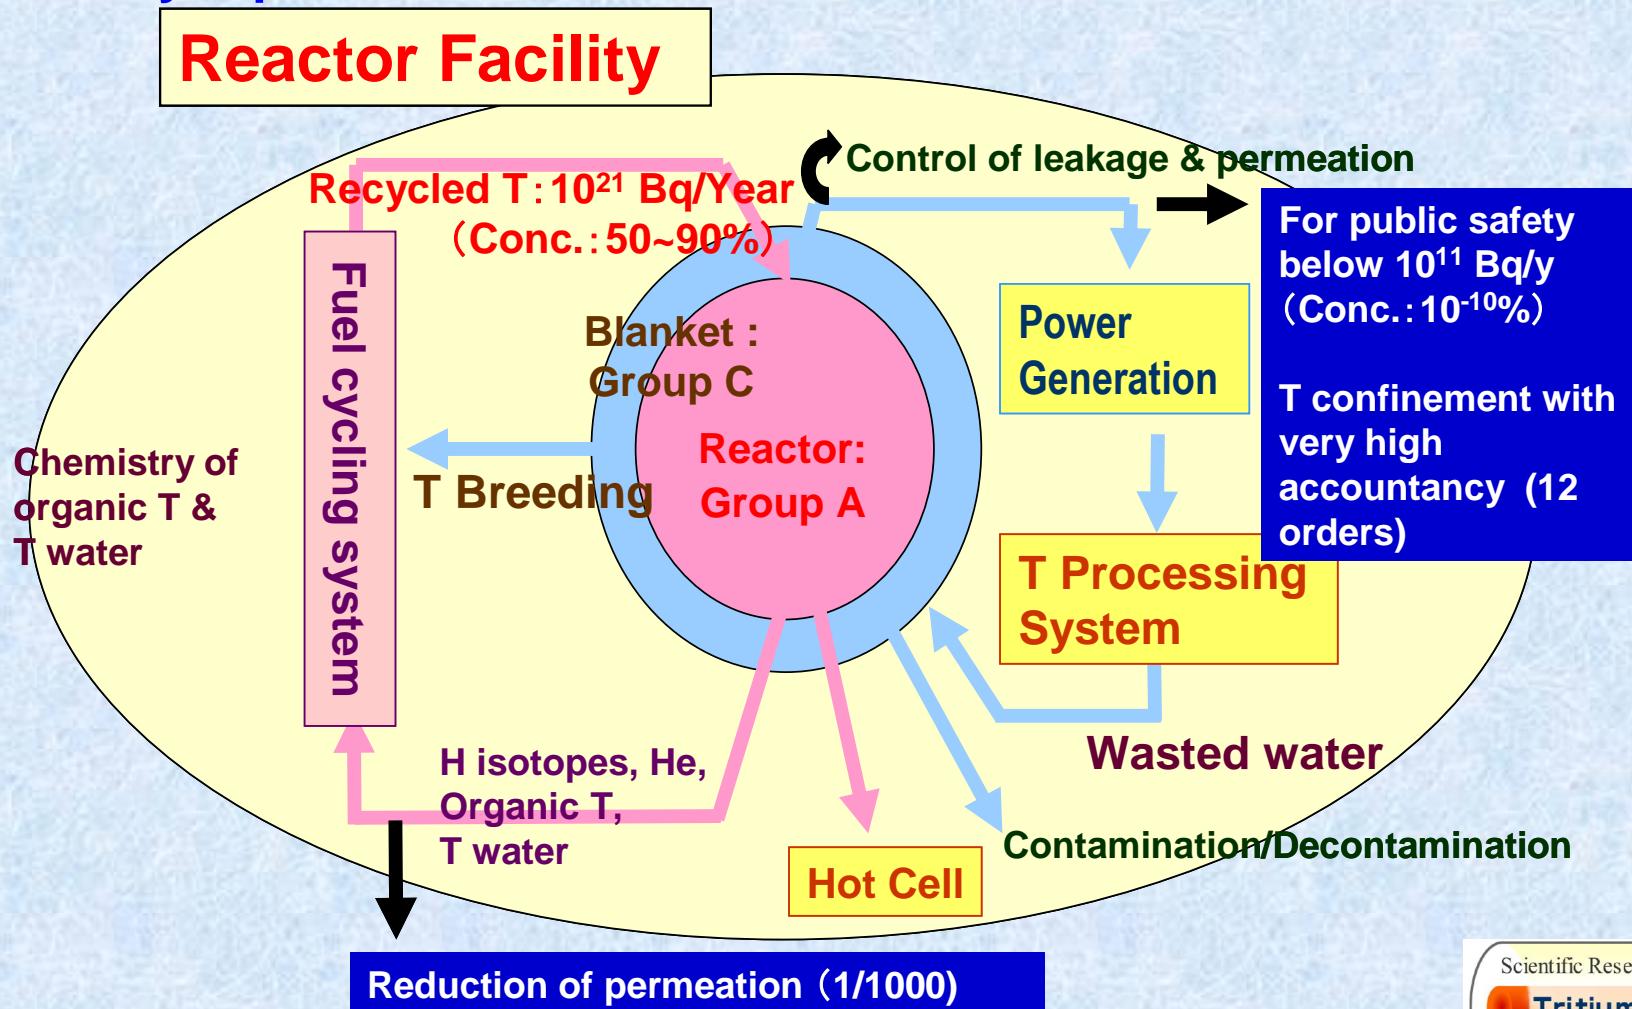 Reactor Facility
Control of leakage & permeation
Recycled T:10²¹ Bq/Year
（Conc.:50~90%）
For public safety
below 10¹¹ Bq/y
（Conc.:10⁻¹⁰%）
T confinement with
very high
accountancy (12
orders)
Fuel cycling system
Blanket :
Group C
Power
Generation
Reactor:
Group A
Chemistry of
organic T &
T water
T Breeding
T Processing
System
H isotopes, He,
Organic T,
T water
Wasted water
Contamination/Decontamination
Hot Cell
Reduction of permeation（1/1000)
Scientific
Tritium